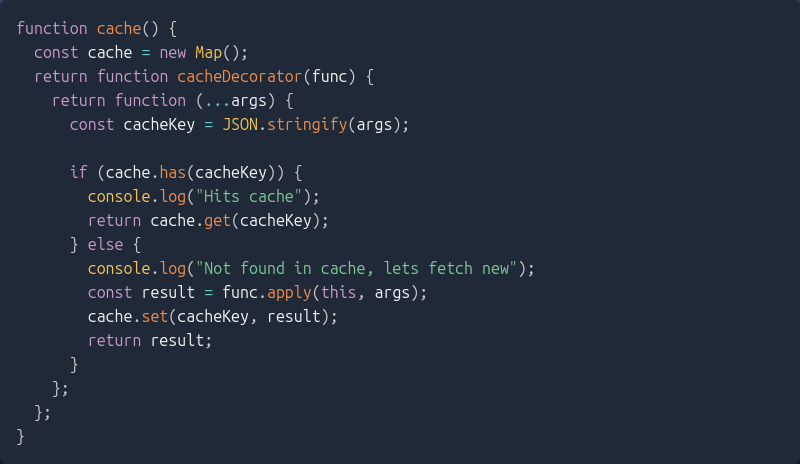 function cache() {
  const cache = new Map();
  return function cacheDecorator(func) {
    return function (...args) {
      const cacheKey = JSON.stringify(args);

      if (cache.has(cacheKey)) {
        console.log("Hits cache");
        return cache.get(cacheKey);
      } else {
        console.log("Not found in cache, lets fetch new");
        const result = func.apply(this, args);
        cache.set(cacheKey, result);
        return result;
      }
    };
  };
}